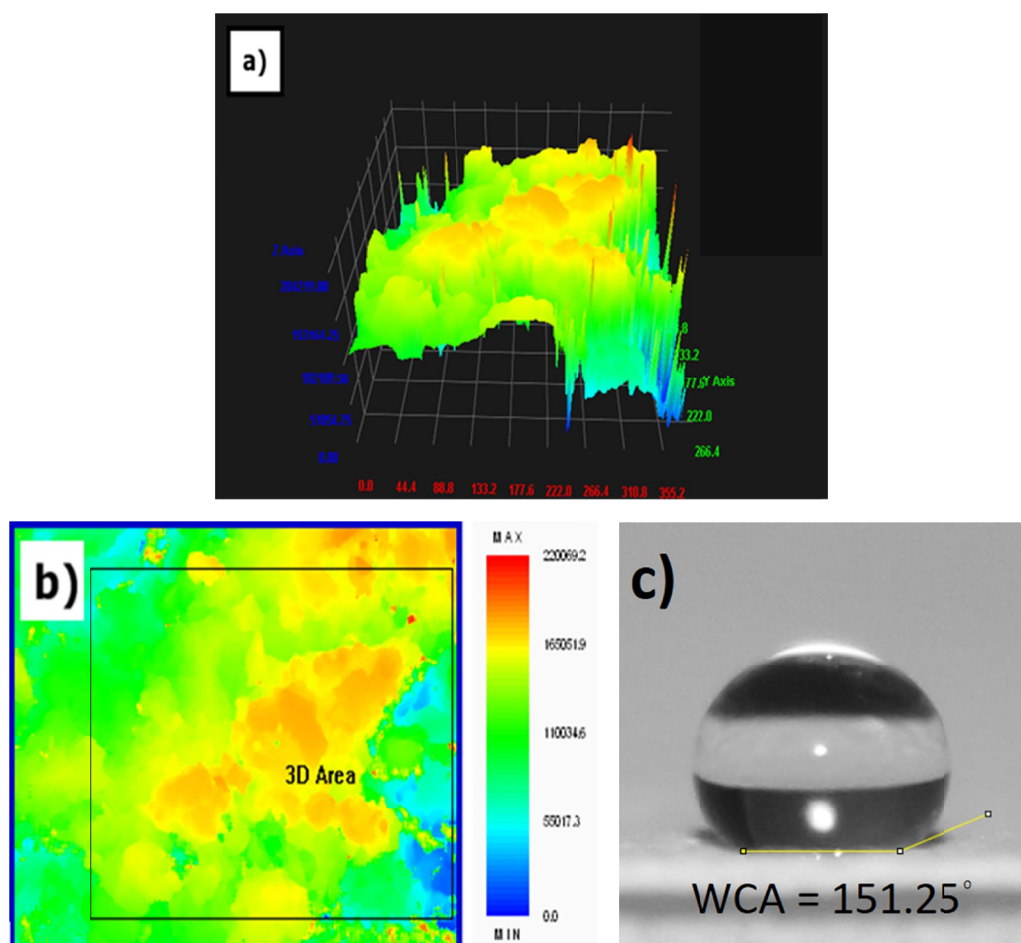 a)
Z Axis
0.00
33.2
Y Axis
222.0
266.4
0.0 44.4 88.8 133.2 177.6 222.0 266.4 310.8 355.2
b)
3D Area
MAX
220069.2
165051.9
110034.6
55017.3
0.0
MIN
c)
WCA = 151.25°